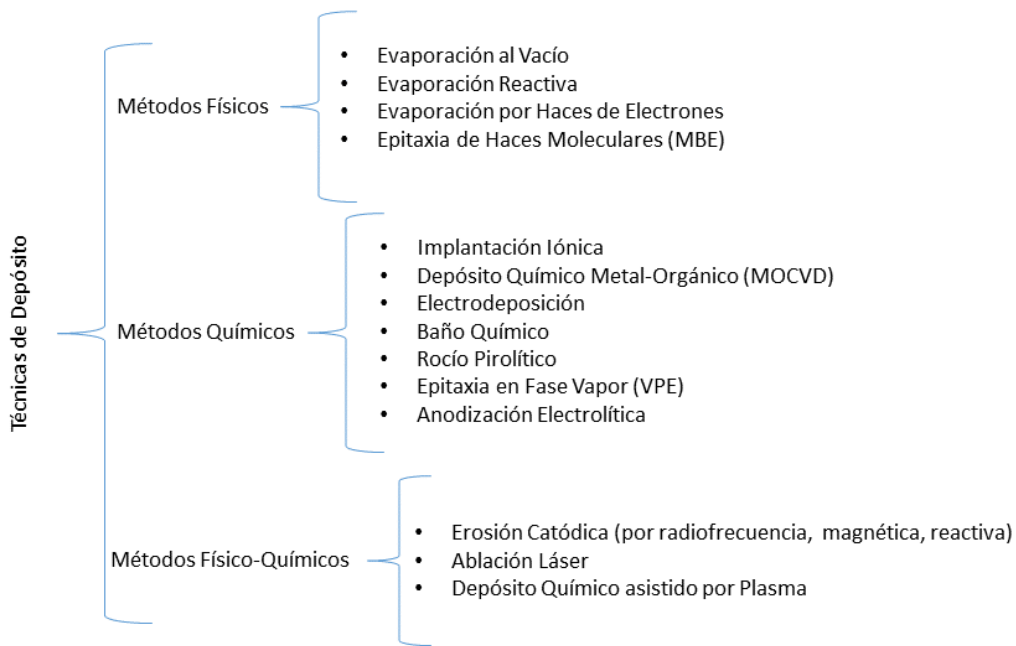 Técnicas de Depósito
Métodos Físicos
• Evaporación al Vacío
• Evaporación Reactiva
• Evaporación por Haces de Electrones
• Epitaxia de Haces Moleculares (MBE)
Métodos Químicos
• Implantación Iónica
• Depósito Químico Metal-Orgánico (MOCVD)
• Electrodeposición
• Baño Químico
• Rocío Pirolítico
• Epitaxia en Fase Vapor (VPE)
• Anodización Electrolítica
Métodos Físico-Químicos
• Erosión Catódica (por radiofrecuencia, magnética, reactiva)
• Ablación Láser
• Depósito Químico asistido por Plasma